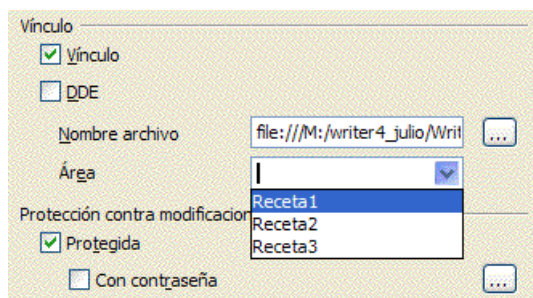 Vínculo
Vínculo
DDE
Nombre archivo file:///M:/writer4_julio/Writ ...
Área
Receta1
Protección contra modificacion Receta2
Protegida Receta3
Con contraseña ...